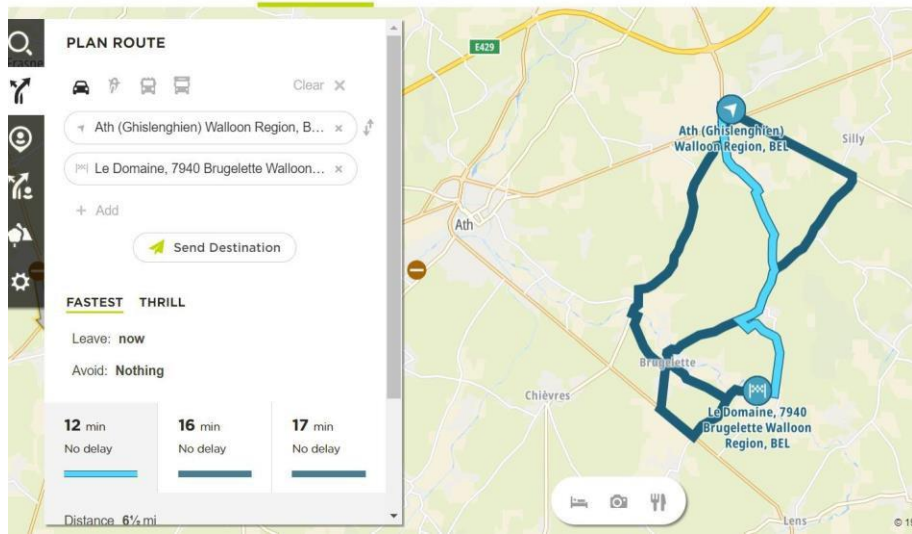 PLAN ROUTE
Clear
Ath (Ghislenghien) Walloon Region, B...
Le Domaine, 7940 Brugelette Walloon...
+ Add
Send Destination
FASTEST THRILL
Leave: now
Avoid: Nothing
12 min
No delay
16 min
No delay
17 min
No delay
Distance 6½ mi
E429
Ath (Ghislenghien)
Walloon Region, BEL
Silly
Ath
Brugelette
Chièvres
Le Domaine, 7940
Brugelette Walloon
Region, BEL
Lens
© 19